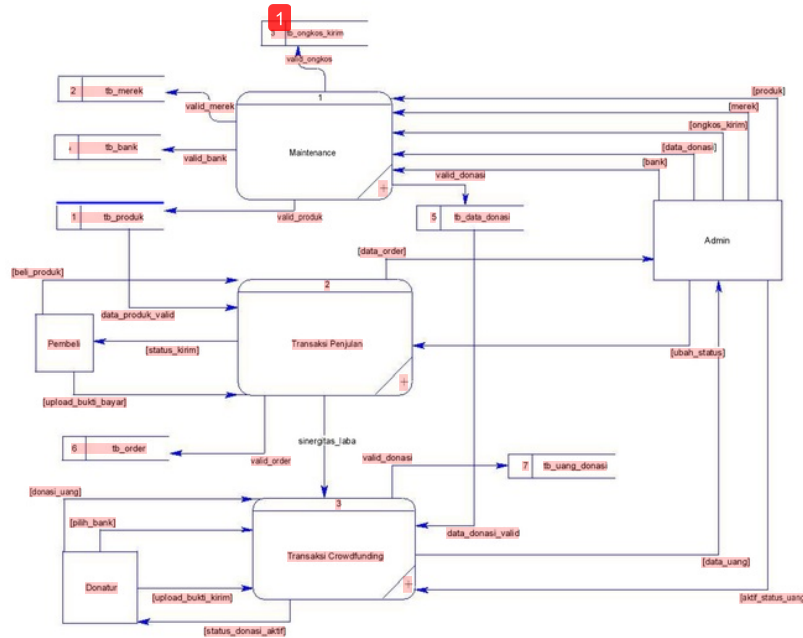 1
3 tb_ongkos_kirim
valid_ongkos
2 tb_merek
valid_merek
1
[produk]
[merek]
[ongkos_kirim]
tb_bank
valid_bank
Maintenance
[data_donasi]
[bank]
valid_donasi
+
1 tb_produk
valid_produk
5 tb_data_donasi
Admin
[data_order]
[beli_produk]
2
data_produk_valid
Pembeli
[status_kirim]
Transaksi Penjulan
[ubah_status]
+
[upload_bukti_bayar]
sinergitas_laba
6 tb_order
valid_order
valid_donasi
7 tb_uang_donasi
[donasi_uang]
3
[pilih_bank]
data_donasi_valid
Transaksi Crowdfunding
[data_uang]
Donatur
+
[upload_bukti_kirim]
[aktif_status_uang]
[status_donasi_aktif]